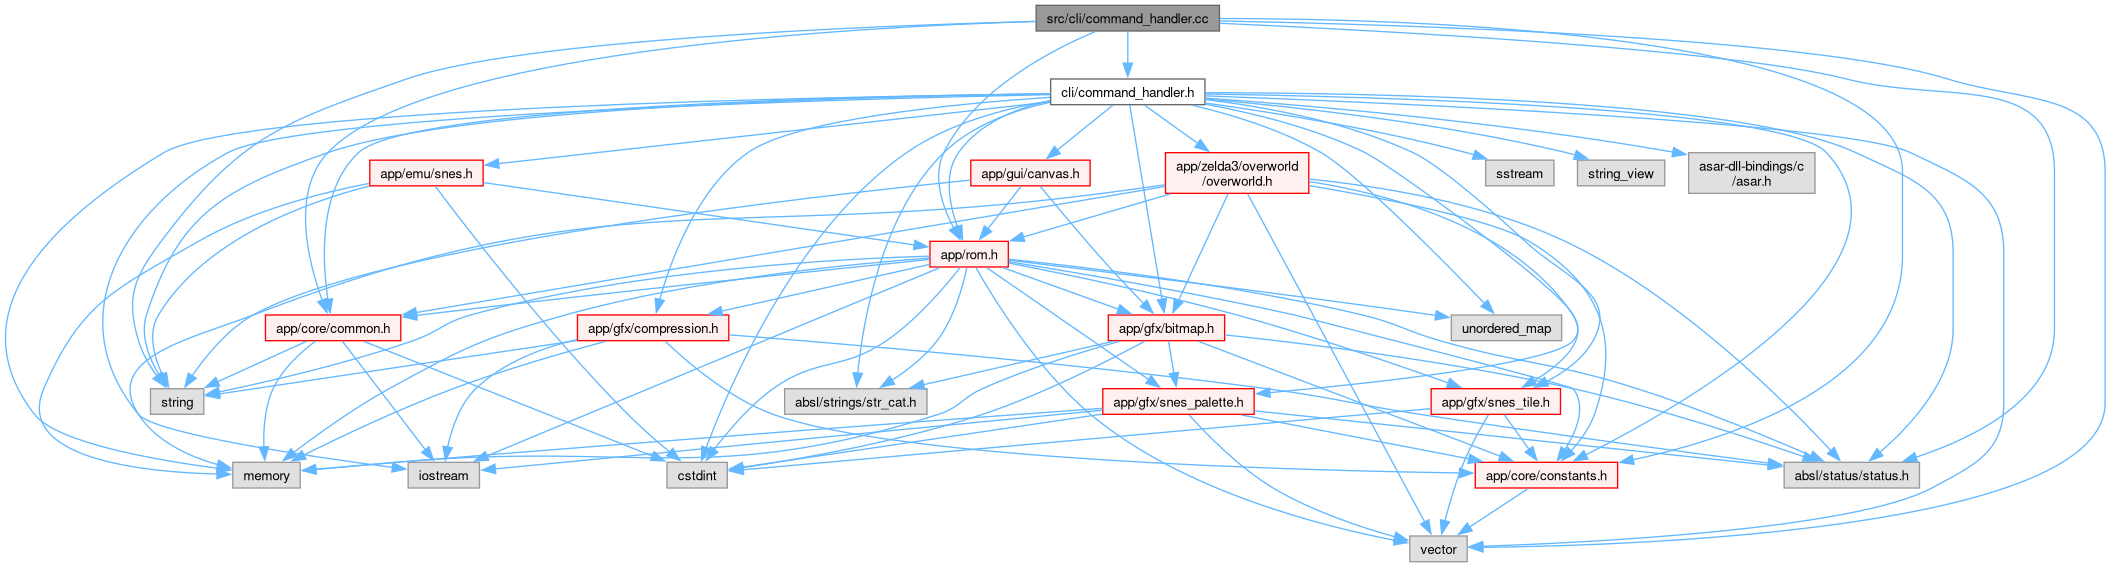 src/cli/command_handler.cc
cli/command_handler.h
app/emu/snes.h
app/gui/canvas.h
app/zelda3/overworld
/overworld.h
sstream
string_view
asar-dll-bindings/c
/asar.h
app/rom.h
app/core/common.h
app/gfx/compression.h
app/gfx/bitmap.h
unordered_map
string
absl/strings/str_cat.h
app/gfx/snes_palette.h
app/gfx/snes_tile.h
memory
iostream
cstdint
app/core/constants.h
absl/status/status.h
vector